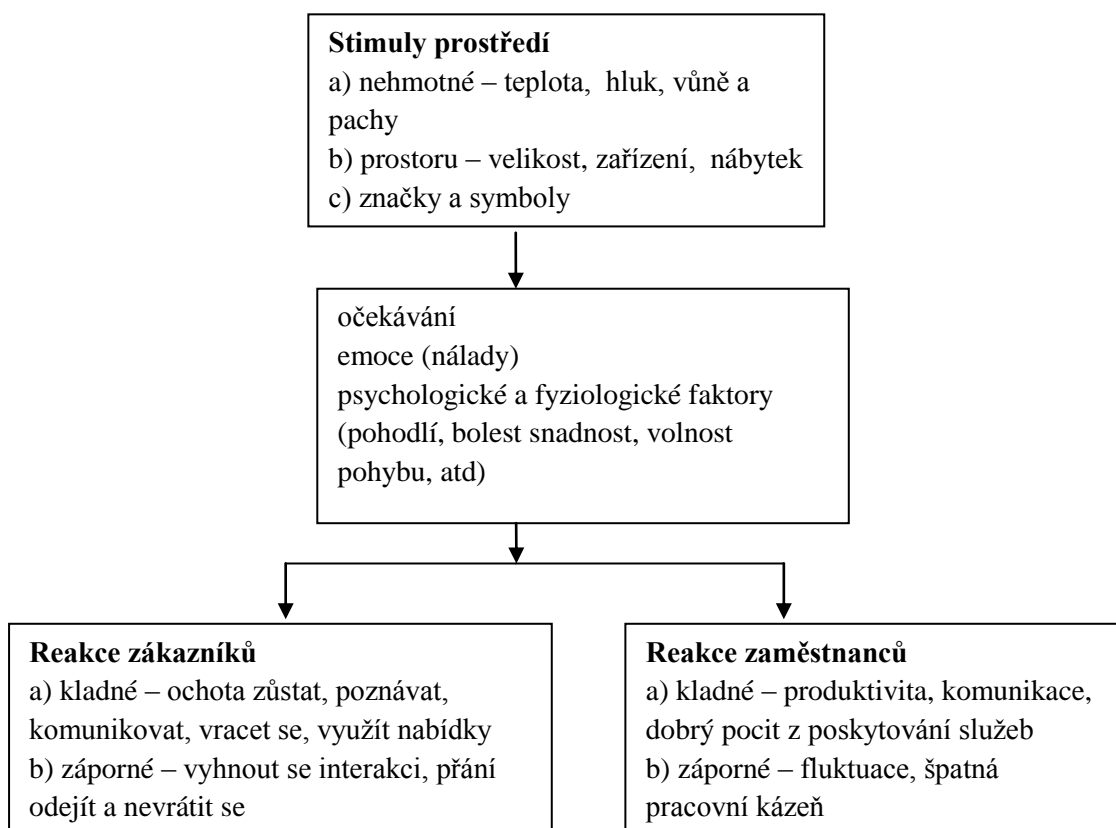 Stimuly prostředí
a) nehmotné – teplota, hluk, vůně a
pachy
b) prostoru – velikost, zařízení, nábytek
c) značky a symboly
očekávání
emoce (nálady)
psychologické a fyziologické faktory
(pohodlí, bolest snadnost, volnost
pohybu, atd)
Reakce zákazníků
a) kladné – ochota zůstat, poznávat,
komunikovat, vracet se, využít nabídky
b) záporné – vyhnout se interakci, přání
odejít a nevrátit se
Reakce zaměstnanců
a) kladné – produktivita, komunikace,
dobrý pocit z poskytování služeb
b) záporné – fluktuace, špatná
pracovní kázeň